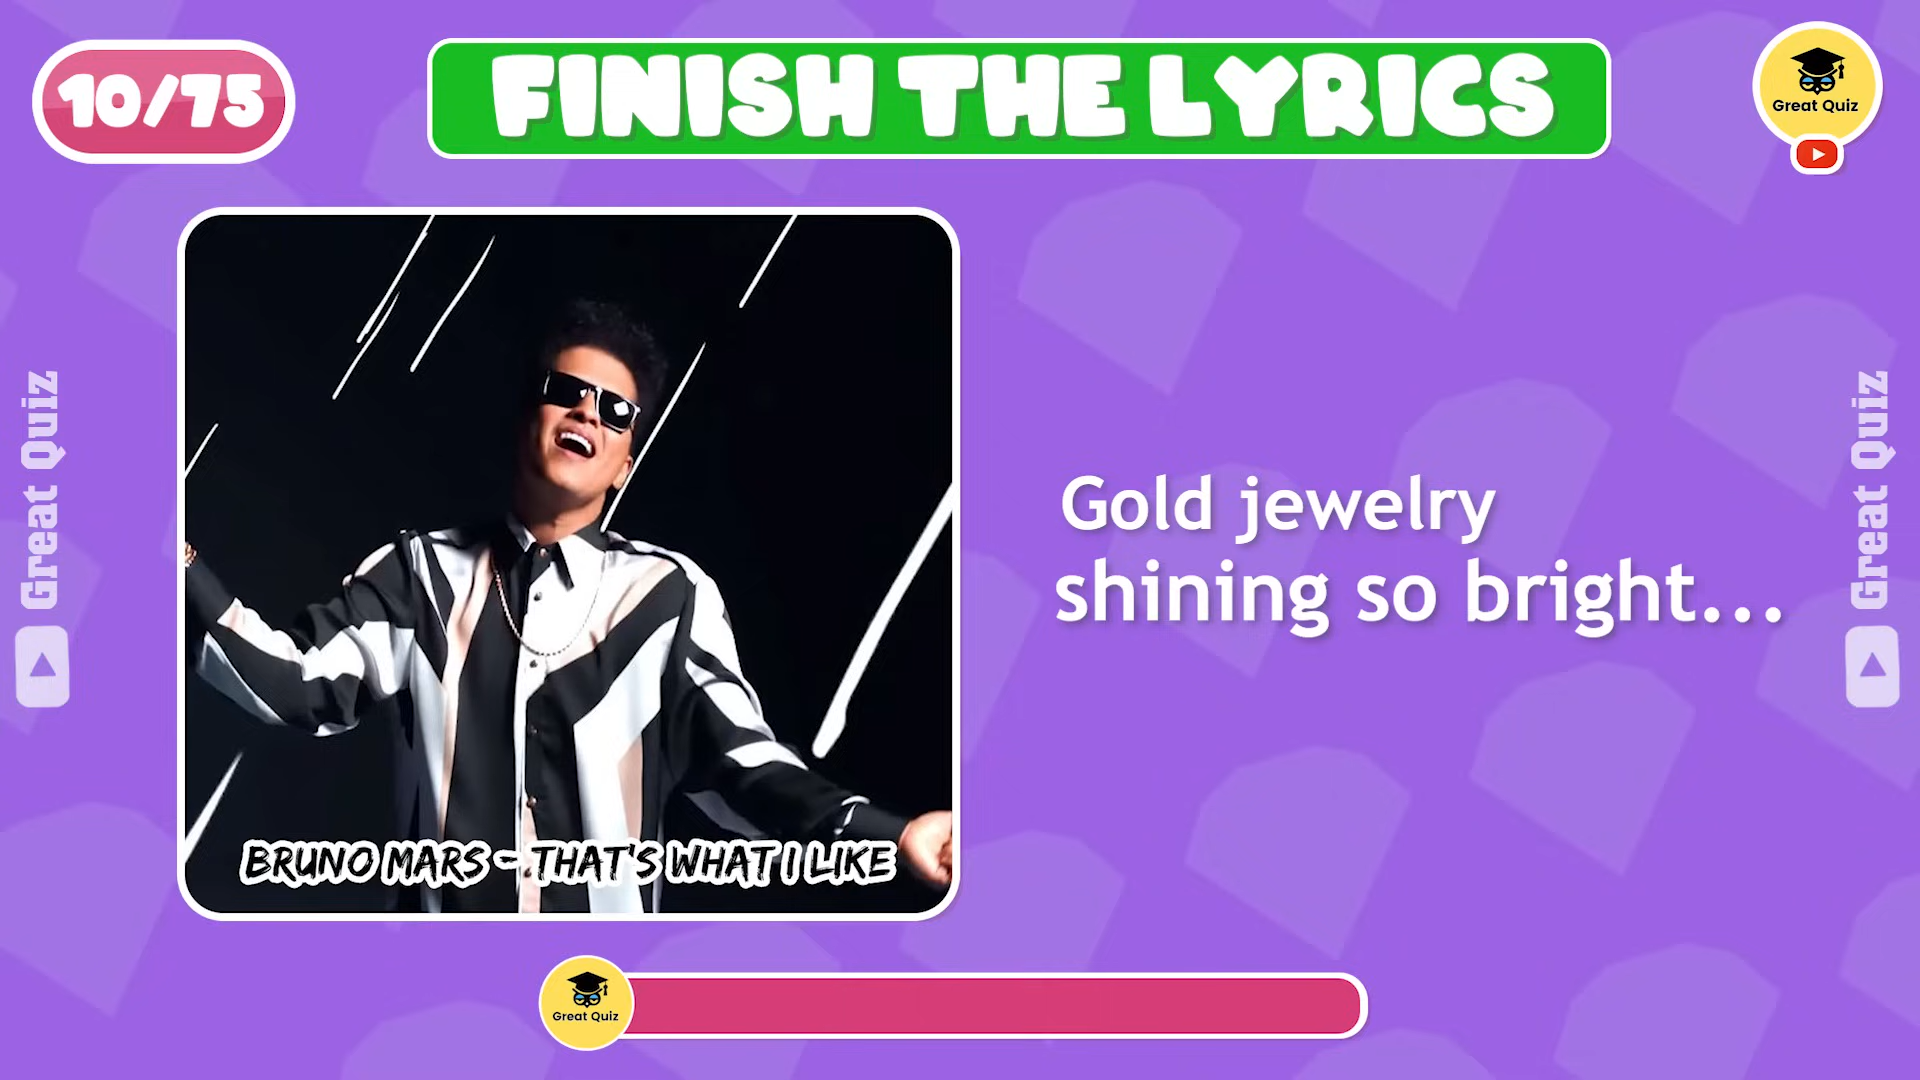 10/75
FINISH THE LYRICS
Great Quiz
Great Quiz
Great Quiz
Gold jewelry
shining so bright...
BRUNO MARS - THAT'S WHAT I LIKE
Great Quiz